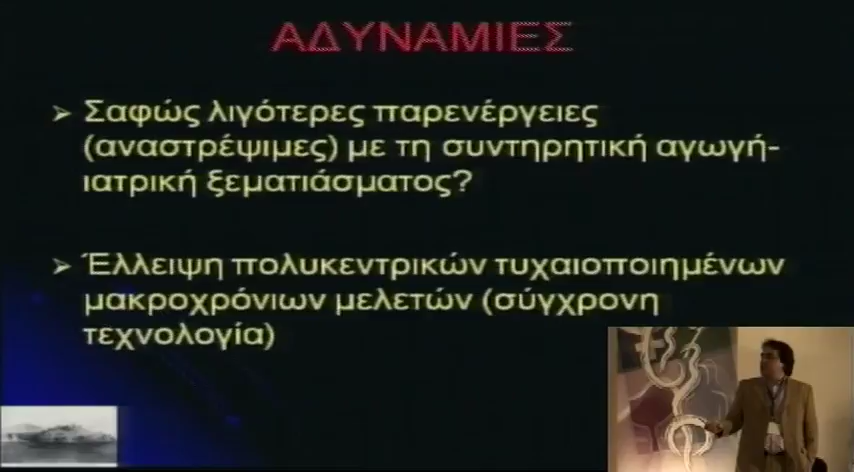 ΑΔΥΝΑΜΙΕΣ
Σαφώς λιγότερες παρενέργειες
(αναστρέψιμες) με τη συντηρητική αγωγή-
ιατρική ξεματιάσματος?
Έλλειψη πολυκεντρικών τυχαιοποιημένων
μακροχρόνιων μελετών (σύγχρονη
τεχνολογία)